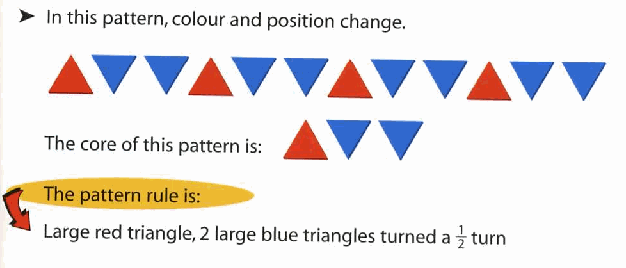 ➤ In this pattern, colour and position change.
The core of this pattern is:
The pattern rule is:
Large red triangle, 2 large blue triangles turned a ½ turn